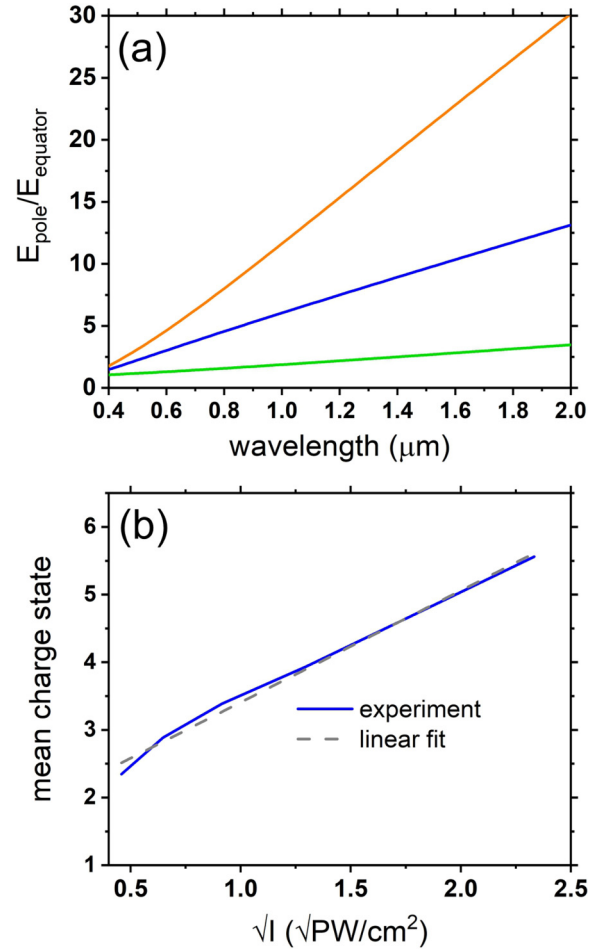 (a)
30
25
20
15
10
5
0
E_pole/E_equator
0.4 0.6 0.8 1.0 1.2 1.4 1.6 1.8 2.0
wavelength (μm)
(b)
6
5
4
3
2
1
mean charge state
experiment
linear fit
0.5 1.0 1.5 2.0 2.5
√I (√PW/cm²)